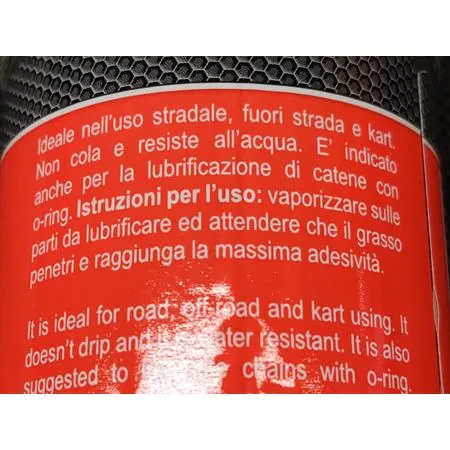 Ideale nell'uso stradale, fuori strada e kart.
Non cola e resiste all'acqua. E' indicato
anche per la lubrificazione di catene con
o-ring. Istruzioni per l'uso: vaporizzare sulle
parti da lubrificare ed attendere che il grasso
penetri e raggiunga la massima adesività.
It is ideal for road, off-road and kart using. It
doesn't drip and water resistant. It is also
suggested to chains with o-ring.